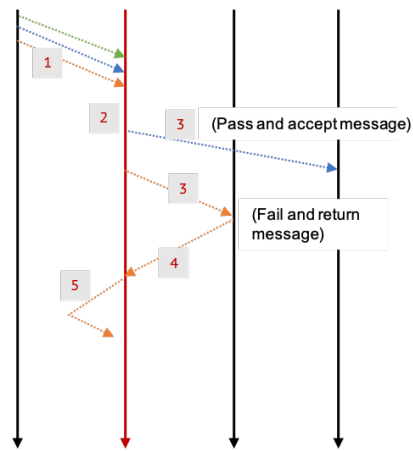 1
2
3
(Pass and accept message)
3
(Fail and return
message)
4
5